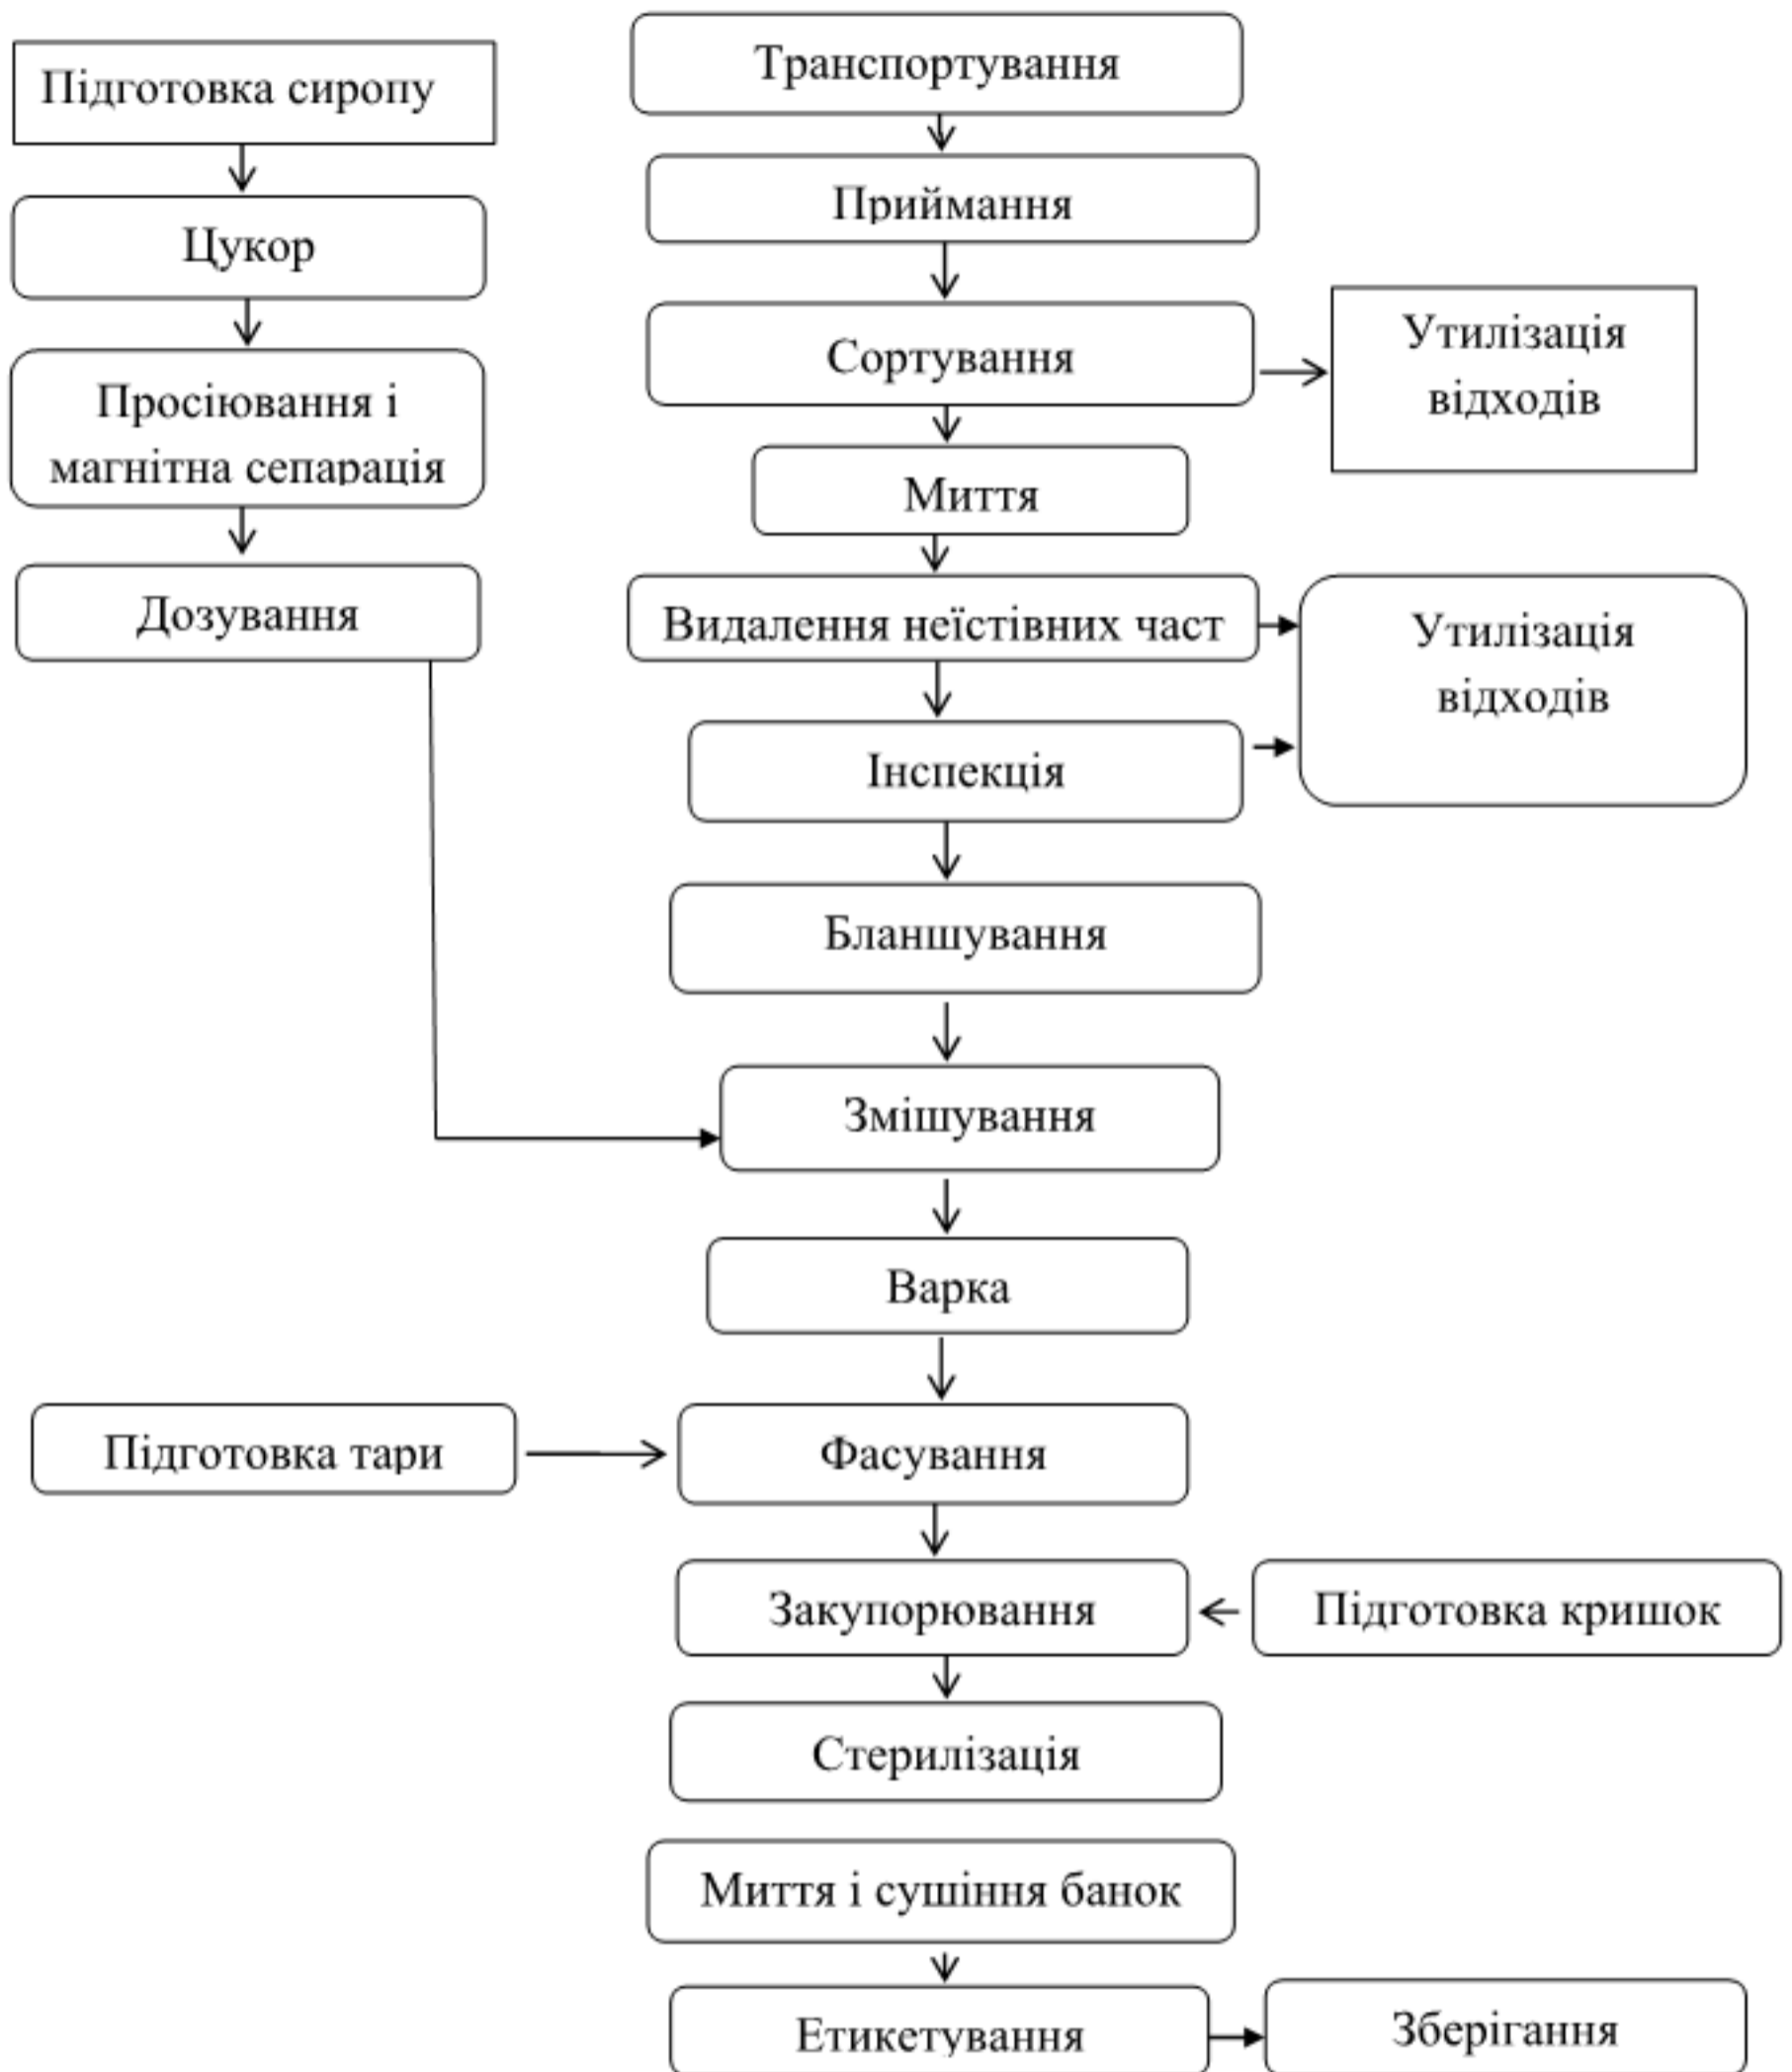 Підготовка сиропу
Цукор
Просіювання і
магнітна сепарація
Дозування
Транспортування
Приймання
Сортування
Утилізація
відходів
Миття
Видалення неїстівних част
Утилізація
відходів
Інспекція
Бланшування
Змішування
Варка
Підготовка тари
Фасування
Закупорювання
Підготовка кришок
Стерилізація
Миття і сушіння банок
Етикетування
Зберігання